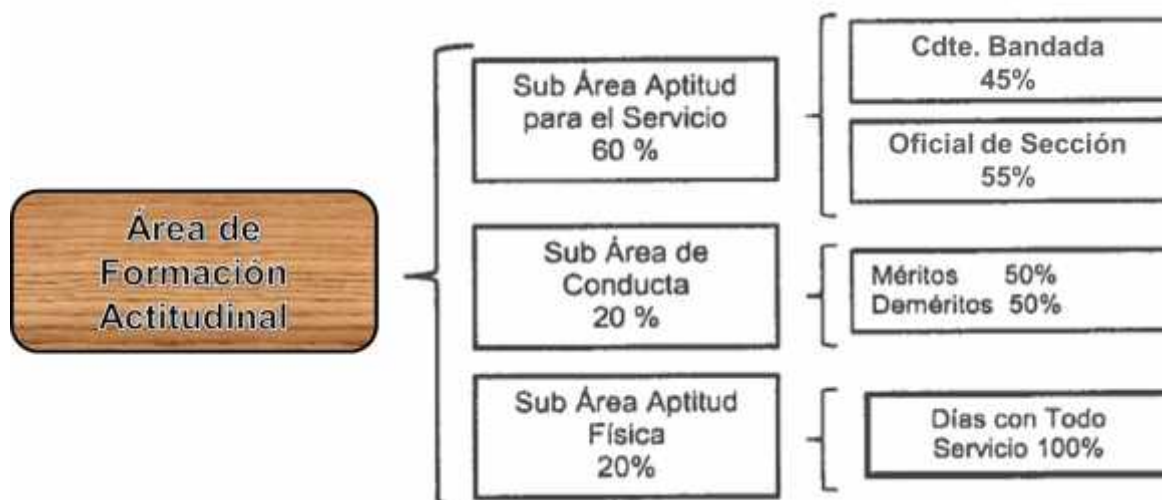 Área de
Formación
Actitudinal
Sub Área Aptitud
para el Servicio
60 %
Cdte. Bandada
45%
Oficial de Sección
55%
Sub Área de
Conducta
20 %
Méritos 50%
Deméritos 50%
Sub Área Aptitud
Física
20%
Días con Todo
Servicio 100%